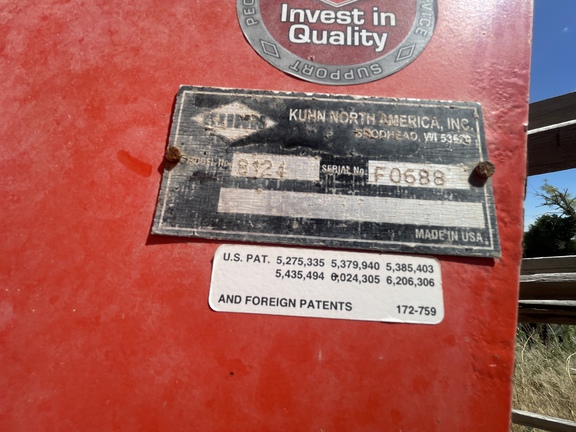 Invest in
Quality
SUPPORT
KUHN
KUHN NORTH AMERICA, INC.
BRODHEAD, WI 53520
MODEL No. 8124 SERIAL No. F0688
MADE IN USA
U.S. PAT. 5,275,335 5,379,940 5,385,403
5,435,494 6,024,305 6,206,306
AND FOREIGN PATENTS 172-759